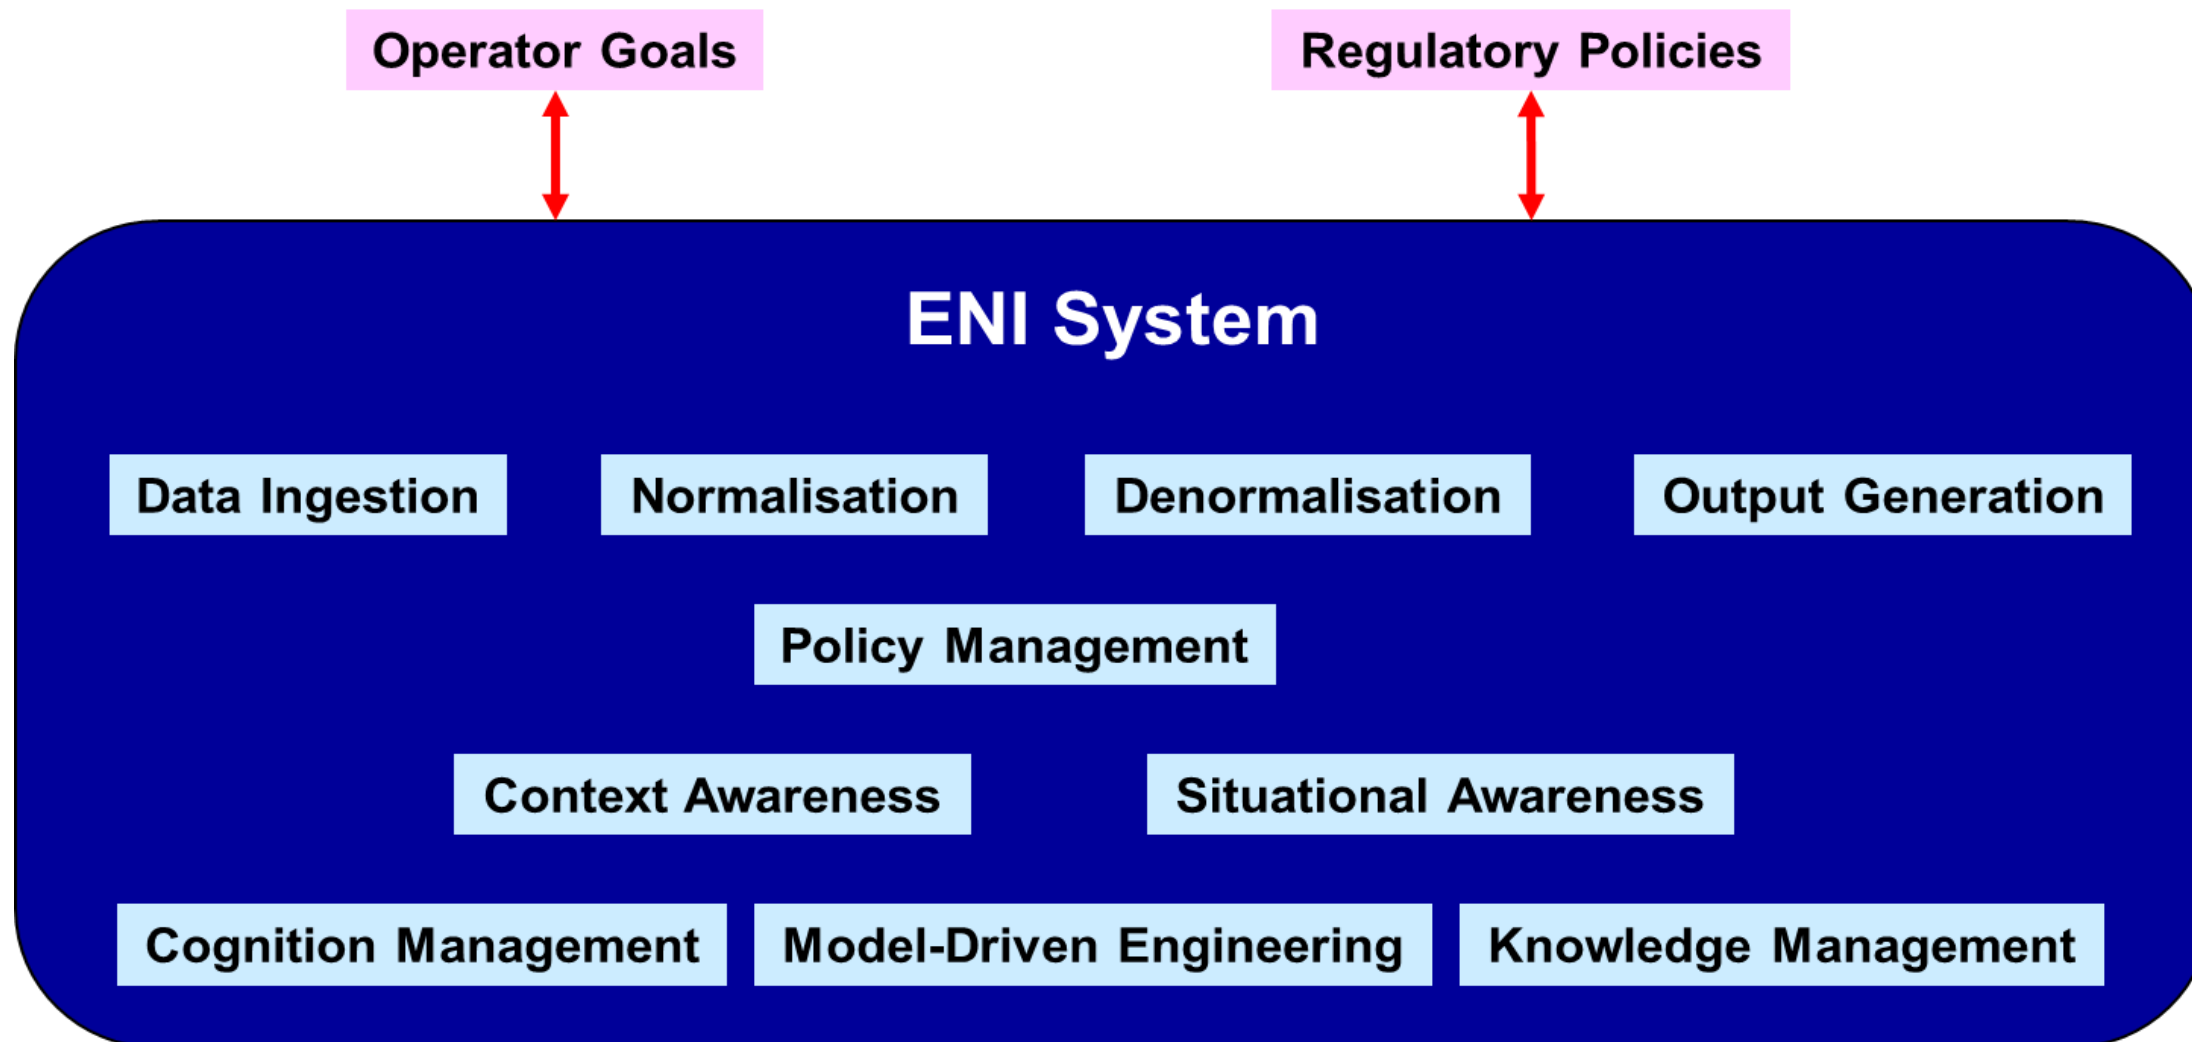 Operator Goals
Regulatory Policies
ENI System
Data Ingestion
Normalisation
Denormalisation
Output Generation
Policy Management
Context Awareness
Situational Awareness
Cognition Management
Model-Driven Engineering
Knowledge Management